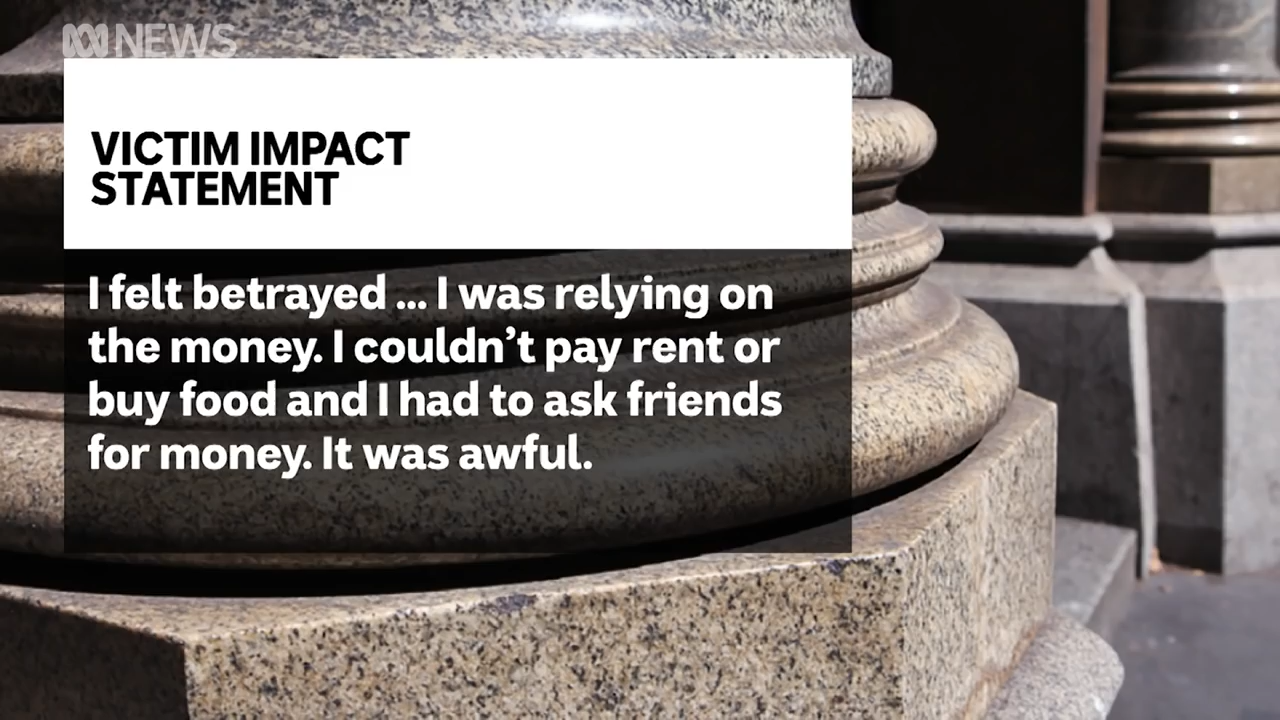 NEWS
VICTIM IMPACT
STATEMENT
I felt betrayed ... I was relying on
the money. I couldn't pay rent or
buy food and I had to ask friends
for money. It was awful.